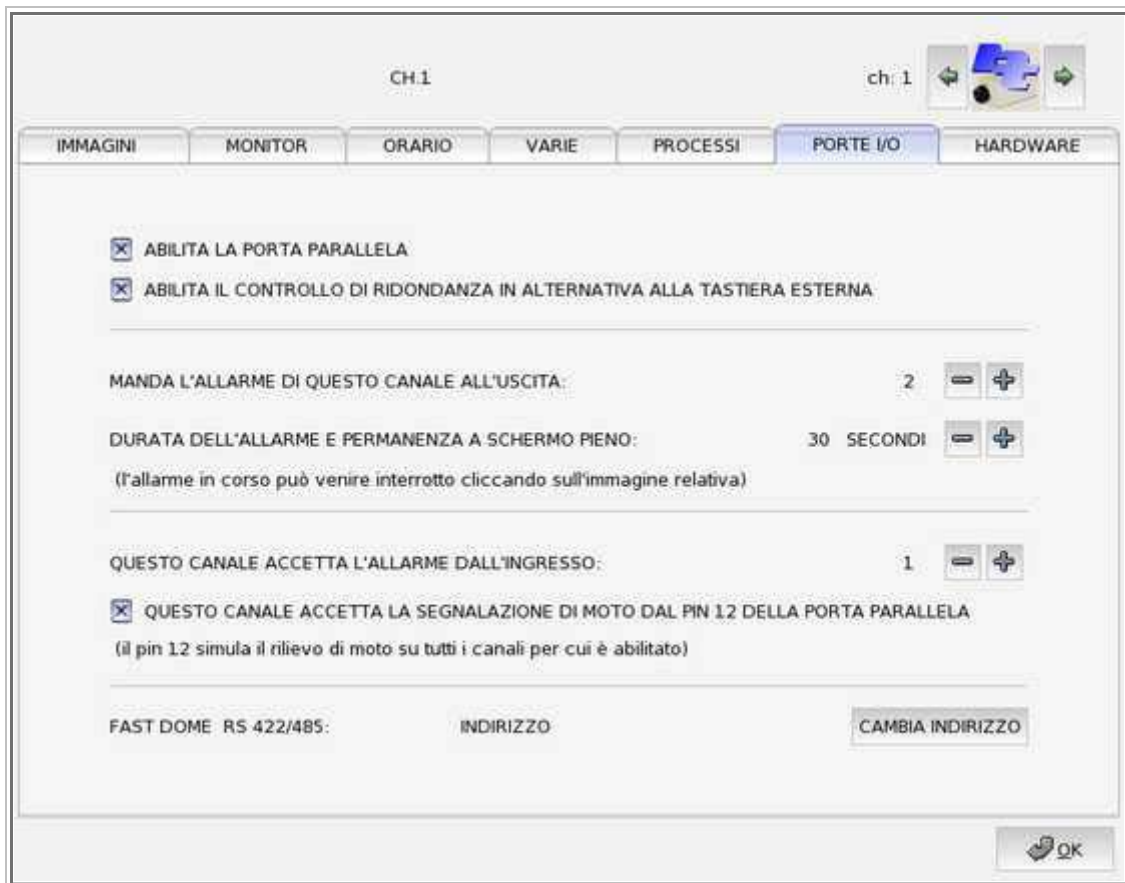 CH.1
ch: 1
IMMAGINI MONITOR ORARIO VARIE PROCESSI PORTE I/O HARDWARE
ABILITA LA PORTA PARALLELA
ABILITA IL CONTROLLO DI RIDONDANZA IN ALTERNATIVA ALLA TASTIERA ESTERNA
MANDA L'ALLARME DI QUESTO CANALE ALL'USCITA: 2
DURATA DELL'ALLARME E PERMANENZA A SCHERMO PIENO: 30 SECONDI
(l'allarme in corso può venire interrotto cliccando sull'immagine relativa)
QUESTO CANALE ACCETTA L'ALLARME DALL'INGRESSO: 1
QUESTO CANALE ACCETTA LA SEGNALAZIONE DI MOTO DAL PIN 12 DELLA PORTA PARALLELA
(il pin 12 simula il rilievo di moto su tutti i canali per cui è abilitato)
FAST DOME RS 422/485: INDIRIZZO CAMBIA INDIRIZZO
OK